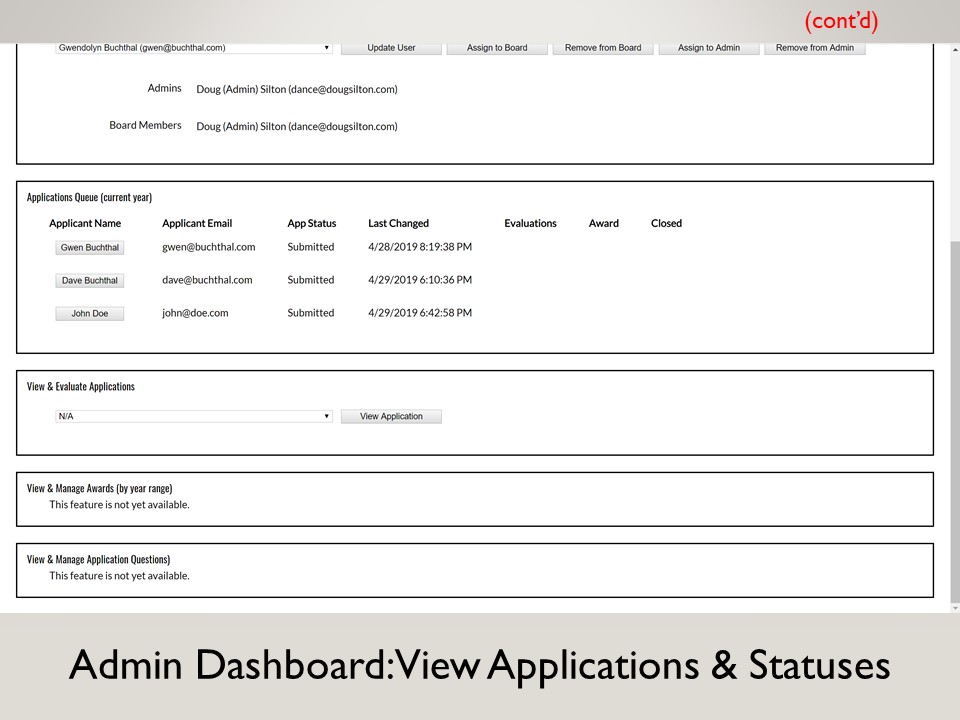 (cont'd)
Gwendolyn Buchthal (gwen@buchthal.com) Update User Assign to Board Remove from Board Assign to Admin Remove from Admin
Admins Doug (Admin) Silton (dance@dougsilton.com)
Board Members Doug (Admin) Silton (dance@dougsilton.com)
Applications Queue (current year)
Applicant Name Applicant Email App Status Last Changed Evaluations Award Closed
Gwen Buchthal gwen@buchthal.com Submitted 4/28/2019 8:19:38 PM
Dave Buchthal dave@buchthal.com Submitted 4/29/2019 6:10:36 PM
John Doe john@doe.com Submitted 4/29/2019 6:42:58 PM
View & Evaluate Applications
N/A View Application
View & Manage Awards (by year range)
This feature is not yet available.
View & Manage Application Questions)
This feature is not yet available.
Admin Dashboard: View Applications & Statuses